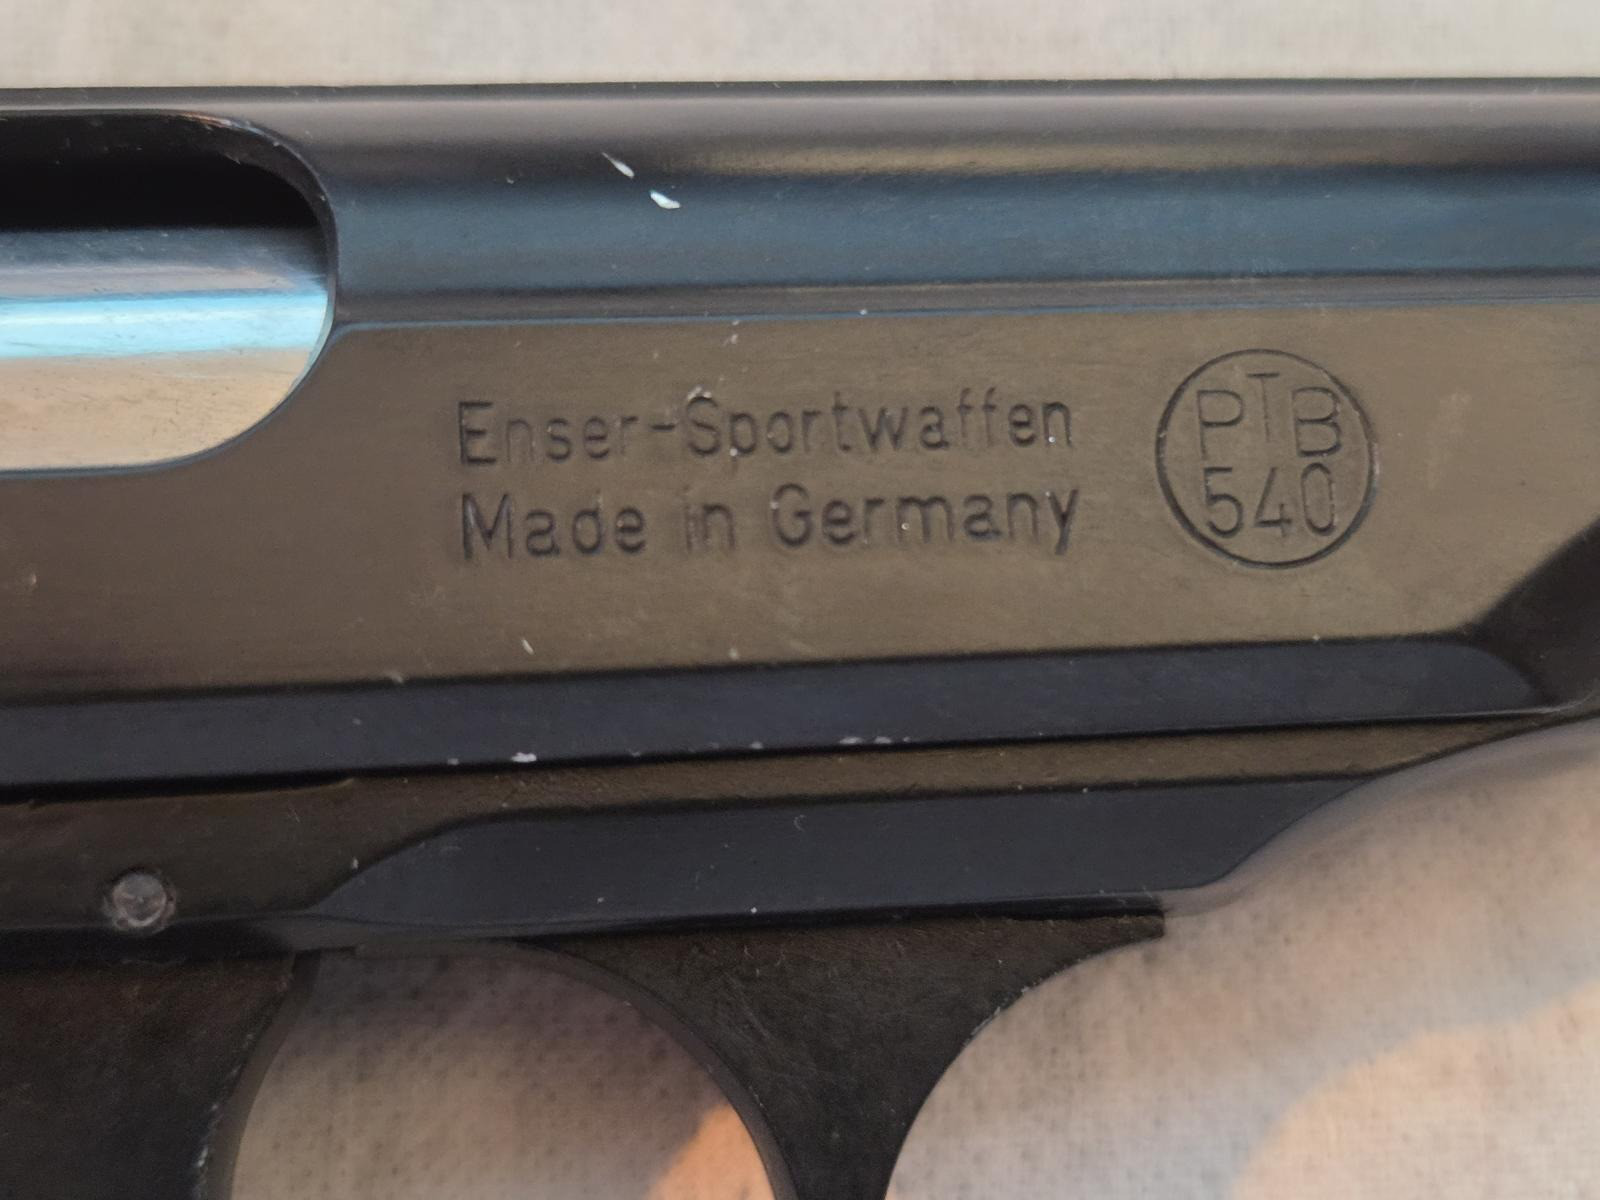 Enser-Sportwaffen
Made in Germany
PTB
540